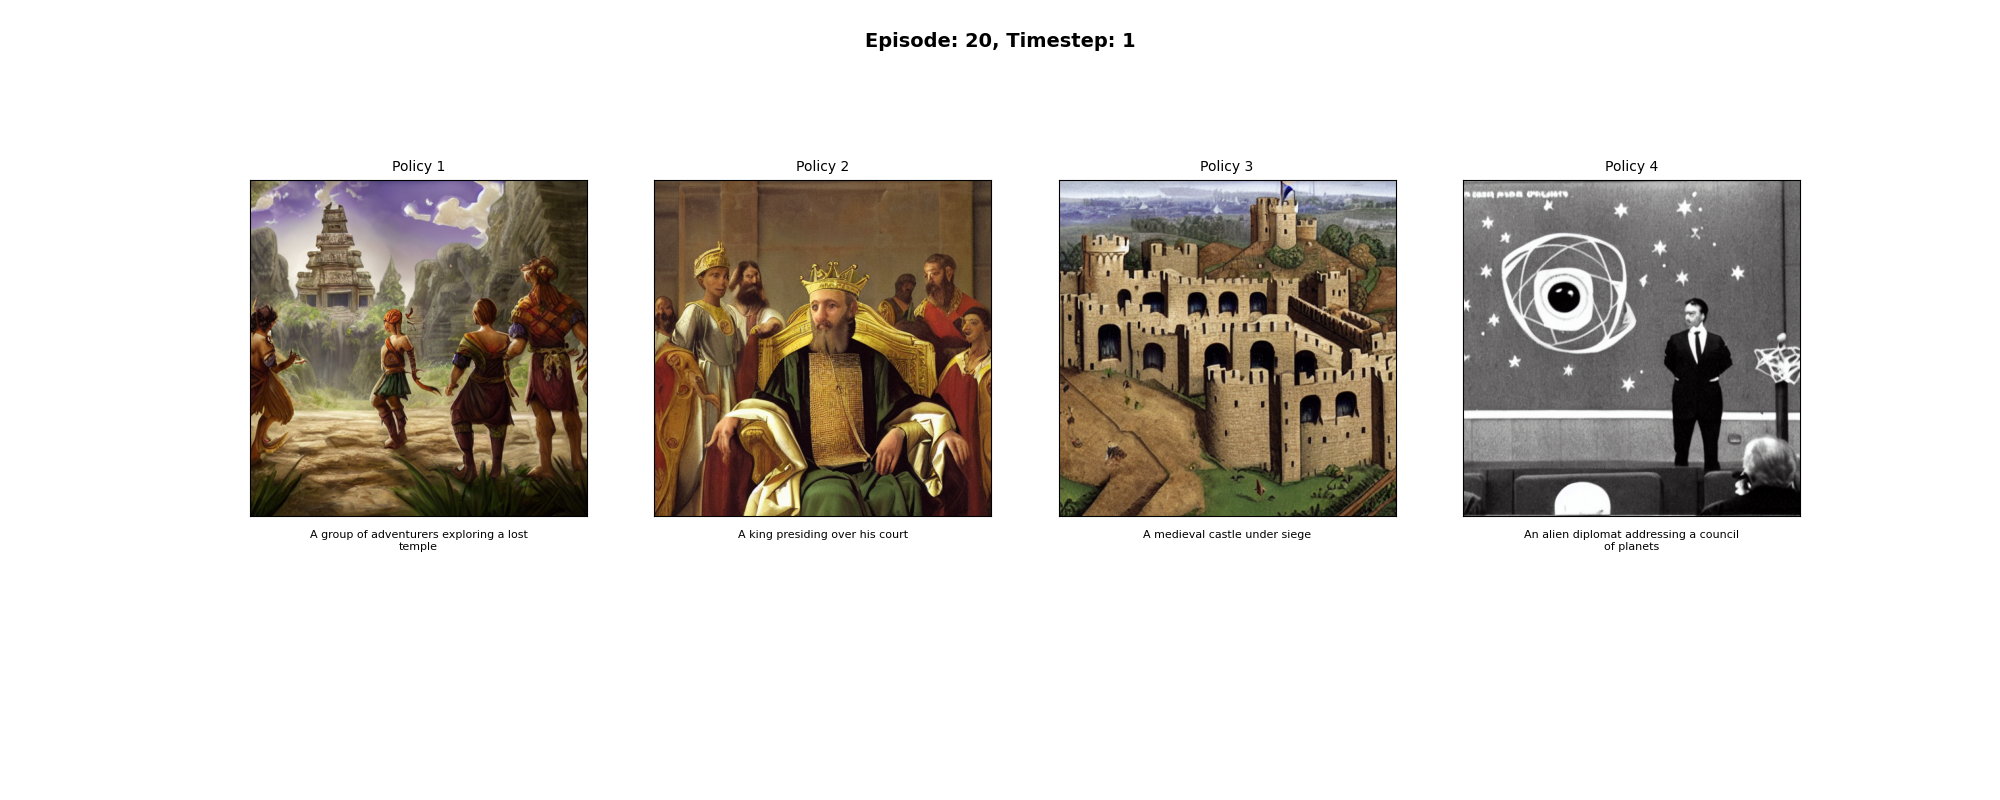 Episode: 20, Timestep: 1
Policy 1
Policy 2
Policy 3
Policy 4
A group of adventurers exploring a lost
temple
A king presiding over his court
A medieval castle under siege
An alien diplomat addressing a council
of planets